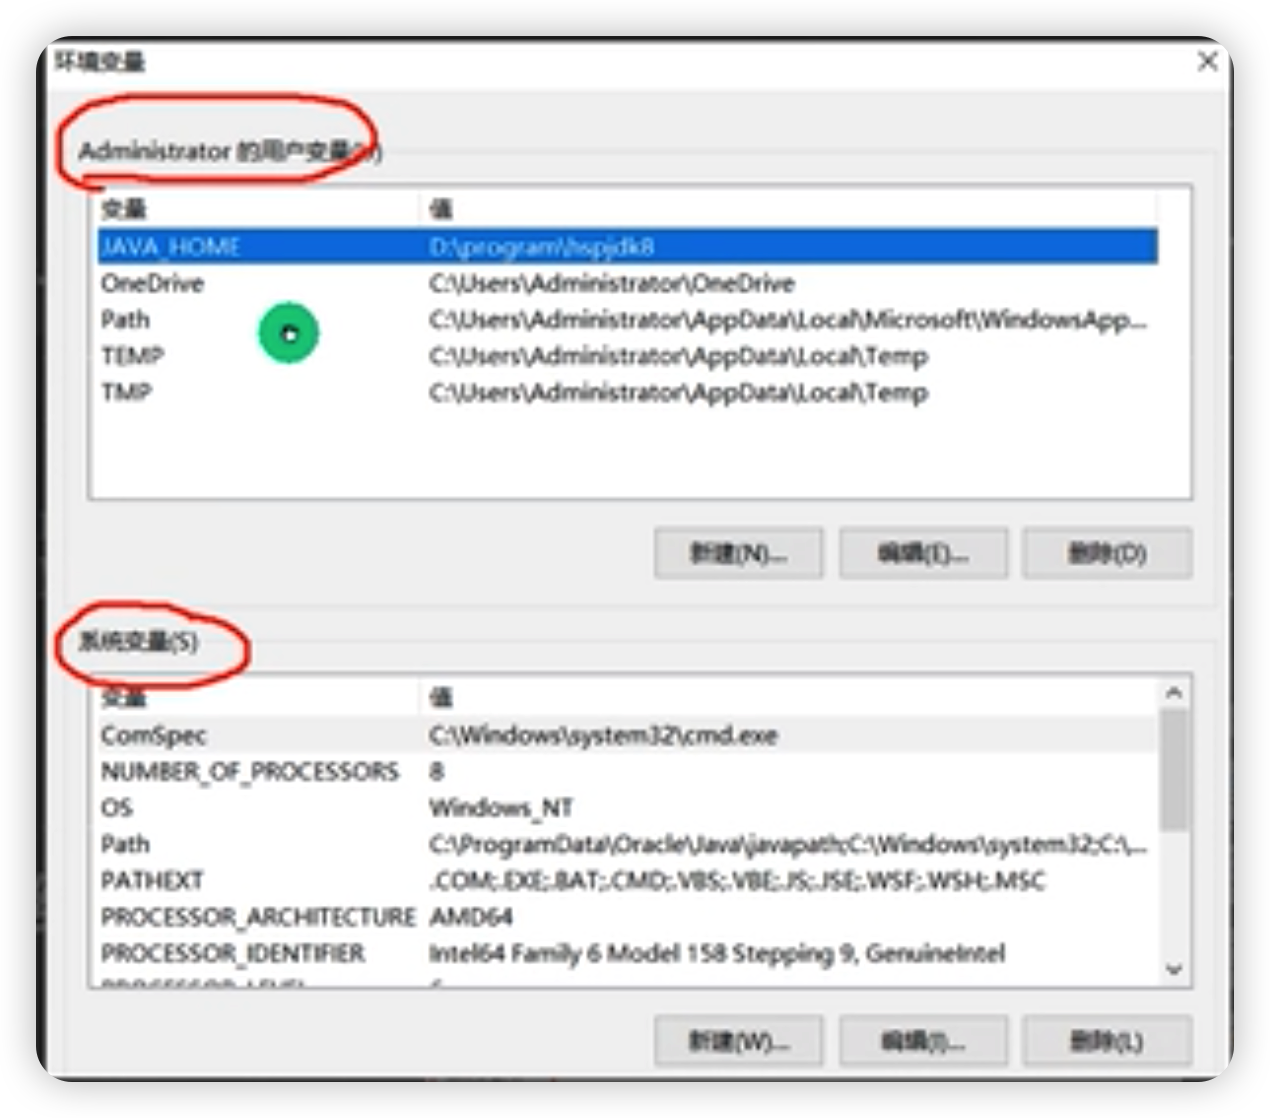 环境变量
Administrator 的用户变量(U)
变量 值
JAVA_HOME D:\program\hspjdk8
OneDrive C:\Users\Administrator\OneDrive
Path C:\Users\Administrator\AppData\Local\Microsoft\WindowsApp...
TEMP C:\Users\Administrator\AppData\Local\Temp
TMP C:\Users\Administrator\AppData\Local\Temp
新建(N)... 编辑(E)... 删除(D)
系统变量(S)
变量 值
ComSpec C:\Windows\system32\cmd.exe
NUMBER_OF_PROCESSORS 8
OS Windows_NT
Path C:\ProgramData\Oracle\Java\javapath;C:\Windows\system32;C:\...
PATHEXT .COM;.EXE;.BAT;.CMD;.VBS;.VBE;.JS;.JSE;.WSF;.WSH;.MSC
PROCESSOR_ARCHITECTURE AMD64
PROCESSOR_IDENTIFIER Intel64 Family 6 Model 158 Stepping 9, GenuineIntel
新建(W)... 编辑(I)... 删除(L)